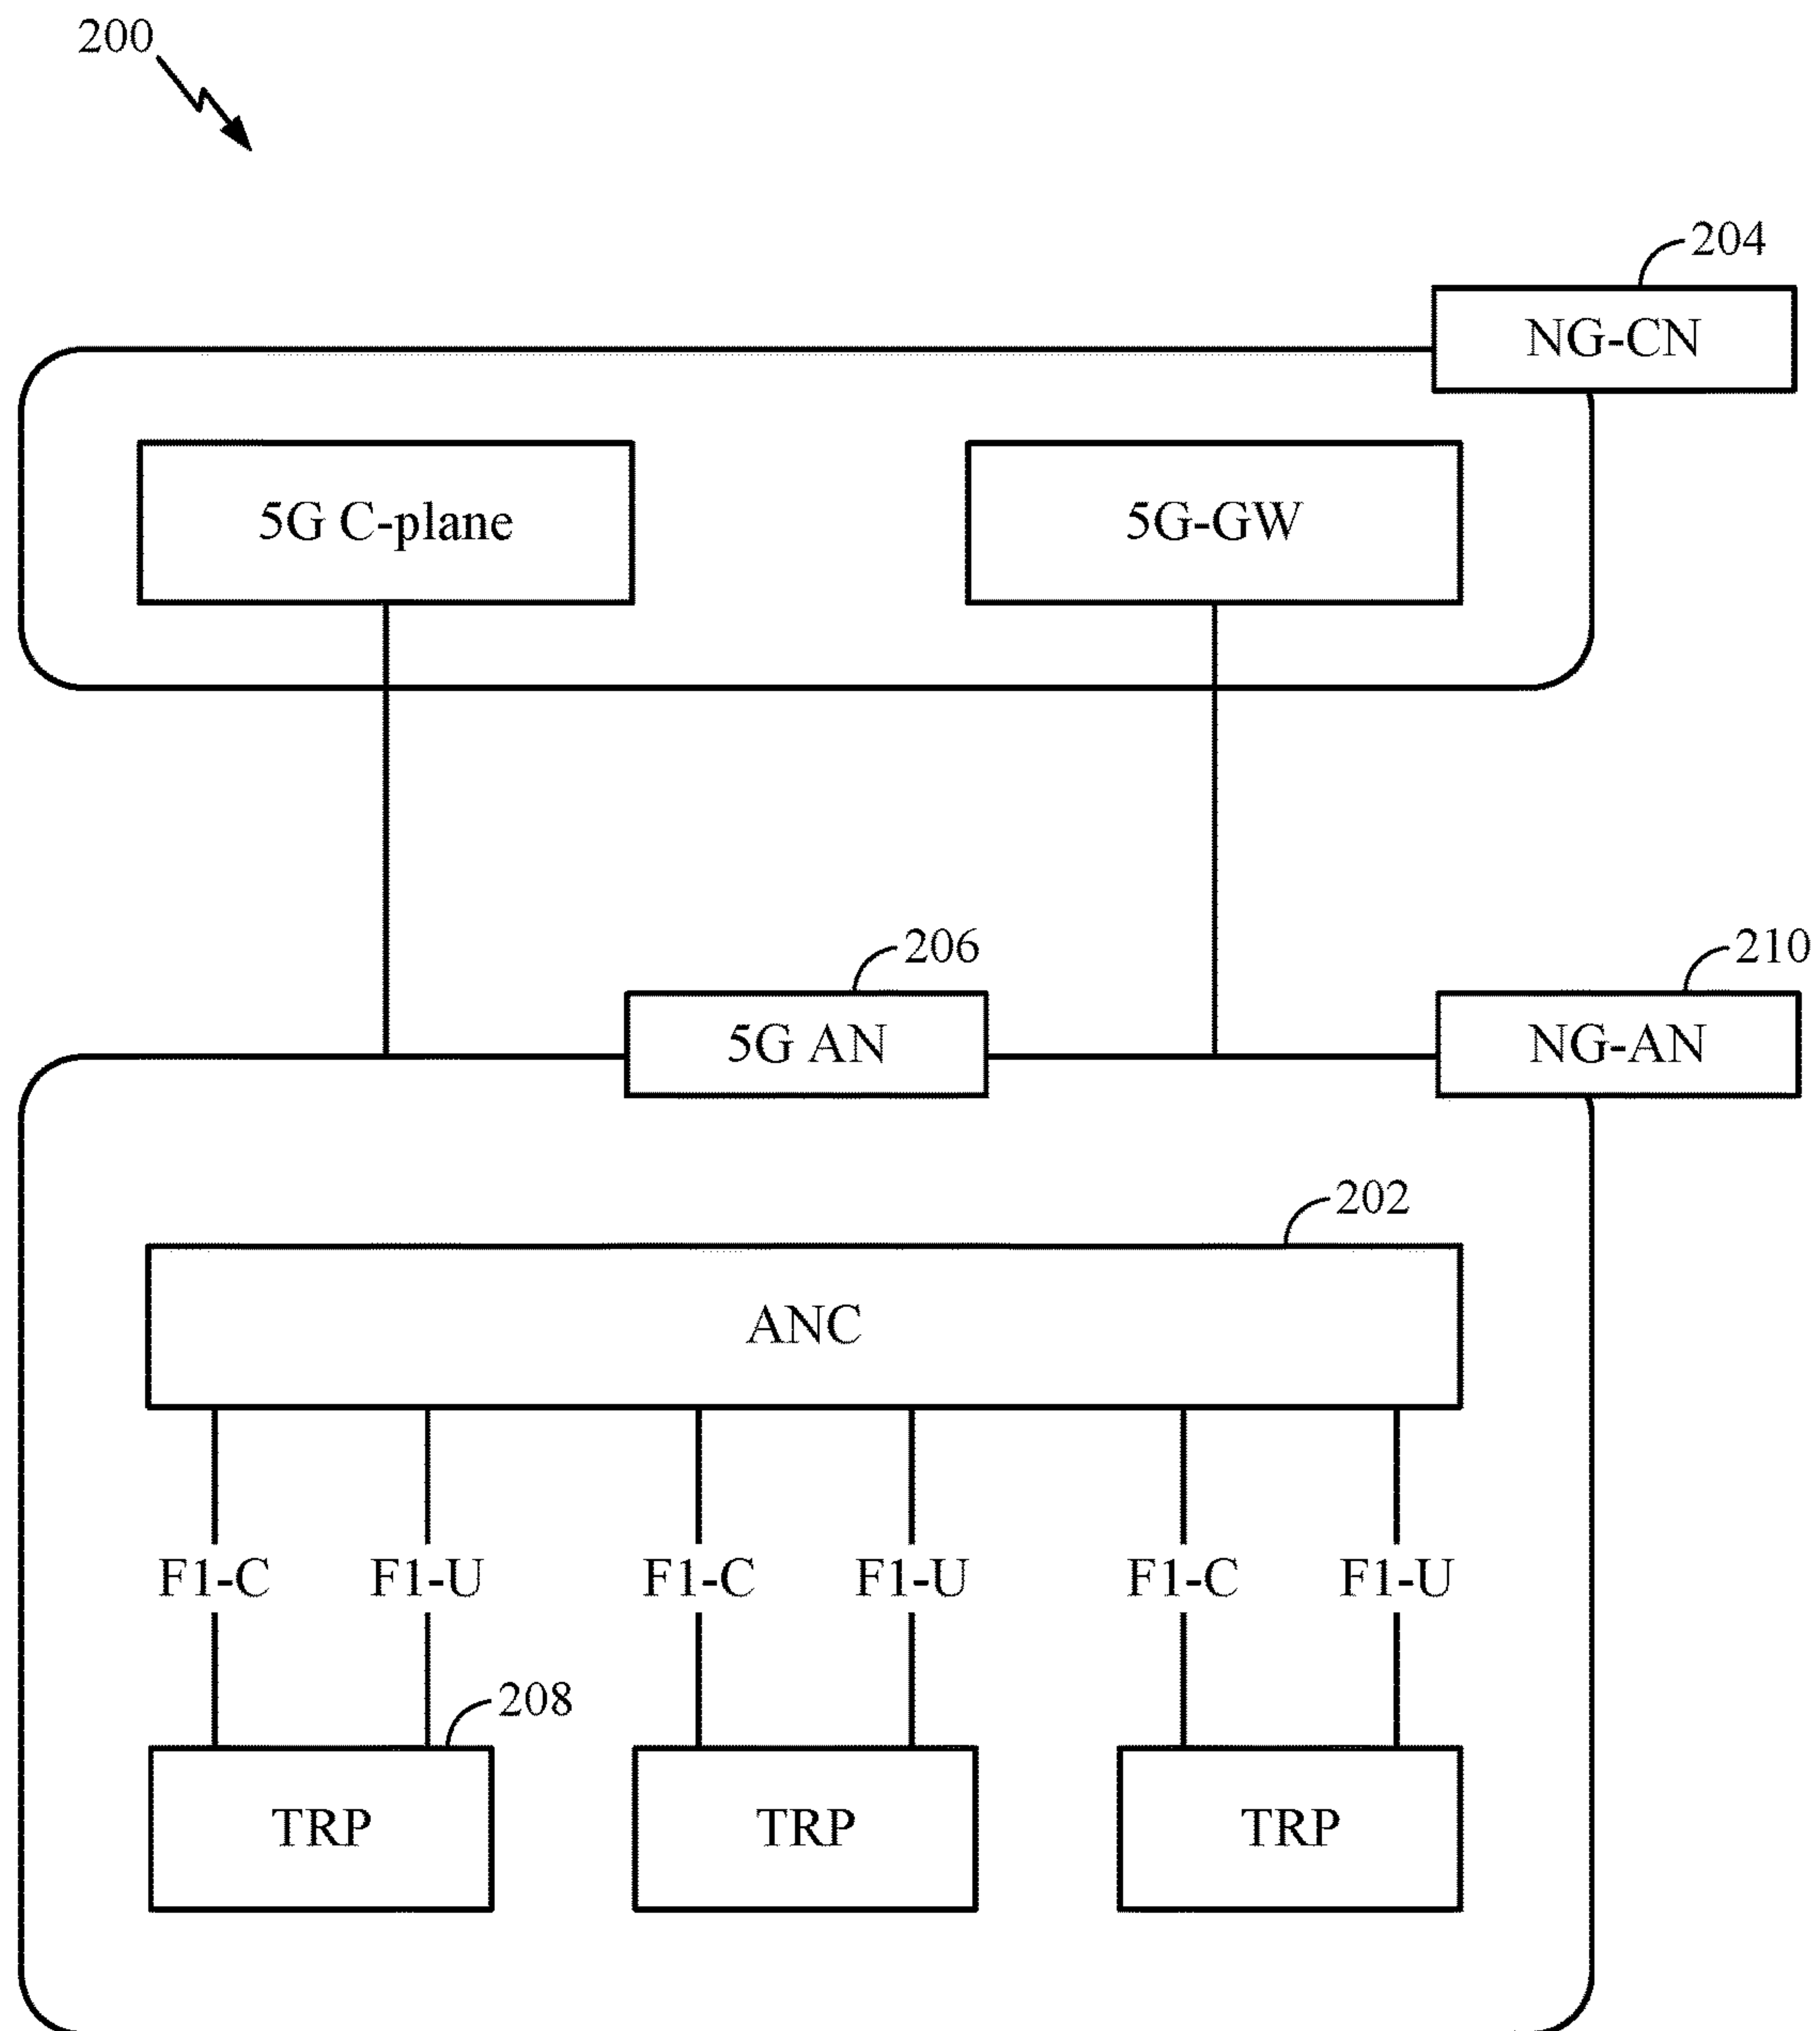 200
204
NG-CN
5G C-plane
5G-GW
206
210
5G AN
NG-AN
202
ANC
F1-C F1-U F1-C F1-U F1-C F1-U
208
TRP TRP TRP